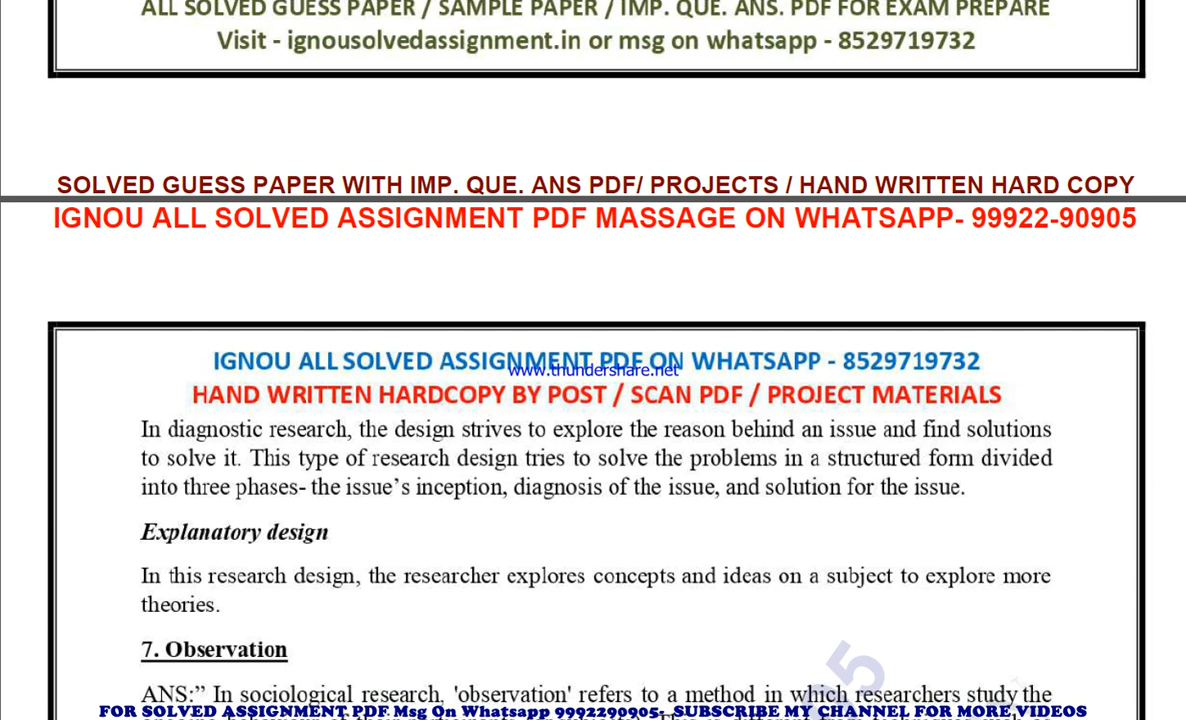 ALL SOLVED GUESS PAPER / SAMPLE PAPER / IMP. QUE. ANS. PDF FOR EXAM PREPARE
Visit - ignousolvedassignment.in or msg on whatsapp - 8529719732
SOLVED GUESS PAPER WITH IMP. QUE. ANS PDF/ PROJECTS / HAND WRITTEN HARD COPY
IGNOU ALL SOLVED ASSIGNMENT PDF MASSAGE ON WHATSAPP- 99922-90905
IGNOU ALL SOLVED ASSIGNMENT PDF ON WHATSAPP - 8529719732
www.thundershare.net
HAND WRITTEN HARDCOPY BY POST / SCAN PDF / PROJECT MATERIALS
In diagnostic research, the design strives to explore the reason behind an issue and find solutions
to solve it. This type of research design tries to solve the problems in a structured form divided
into three phases- the issue’s inception, diagnosis of the issue, and solution for the issue.
Explanatory design
In this research design, the researcher explores concepts and ideas on a subject to explore more
theories.
7. Observation
ANS:” In sociological research, 'observation' refers to a method in which researchers study the
FOR SOLVED ASSIGNMENT PDF Msg On Whatsapp 9992290905- SUBSCRIBE MY CHANNEL FOR MORE VIDEOS